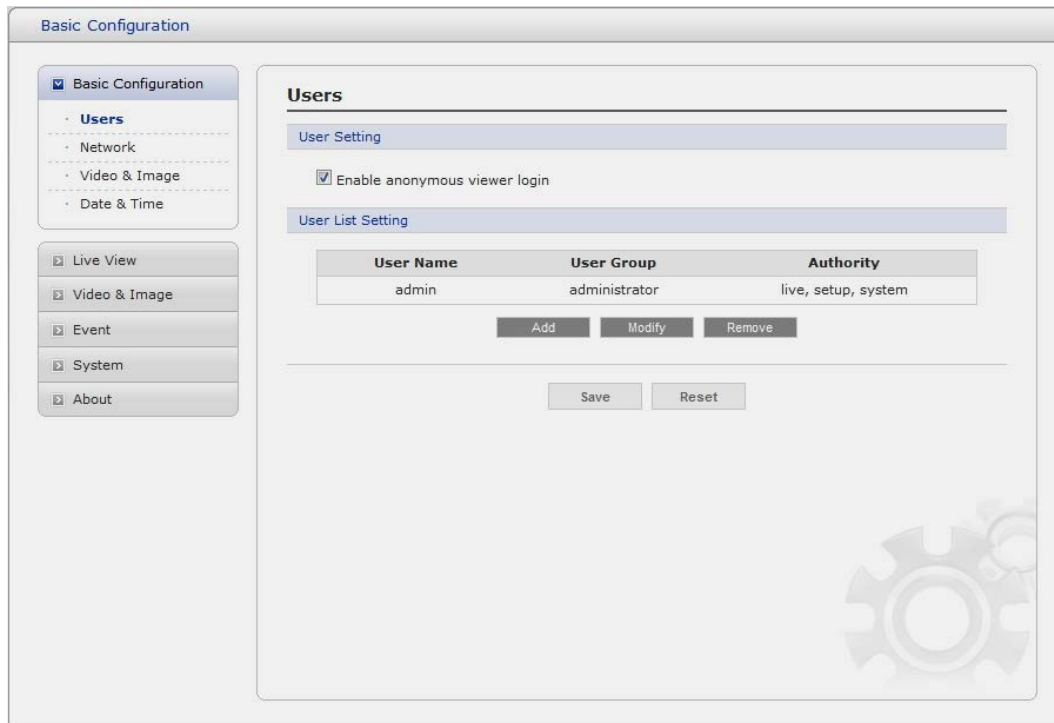 Basic Configuration
Basic Configuration
Users
Network
Video & Image
Date & Time
Live View
Video & Image
Event
System
About
Users
User Setting
Enable anonymous viewer login
User List Setting
User Name User Group Authority
admin administrator live, setup, system
Add Modify Remove
Save Reset